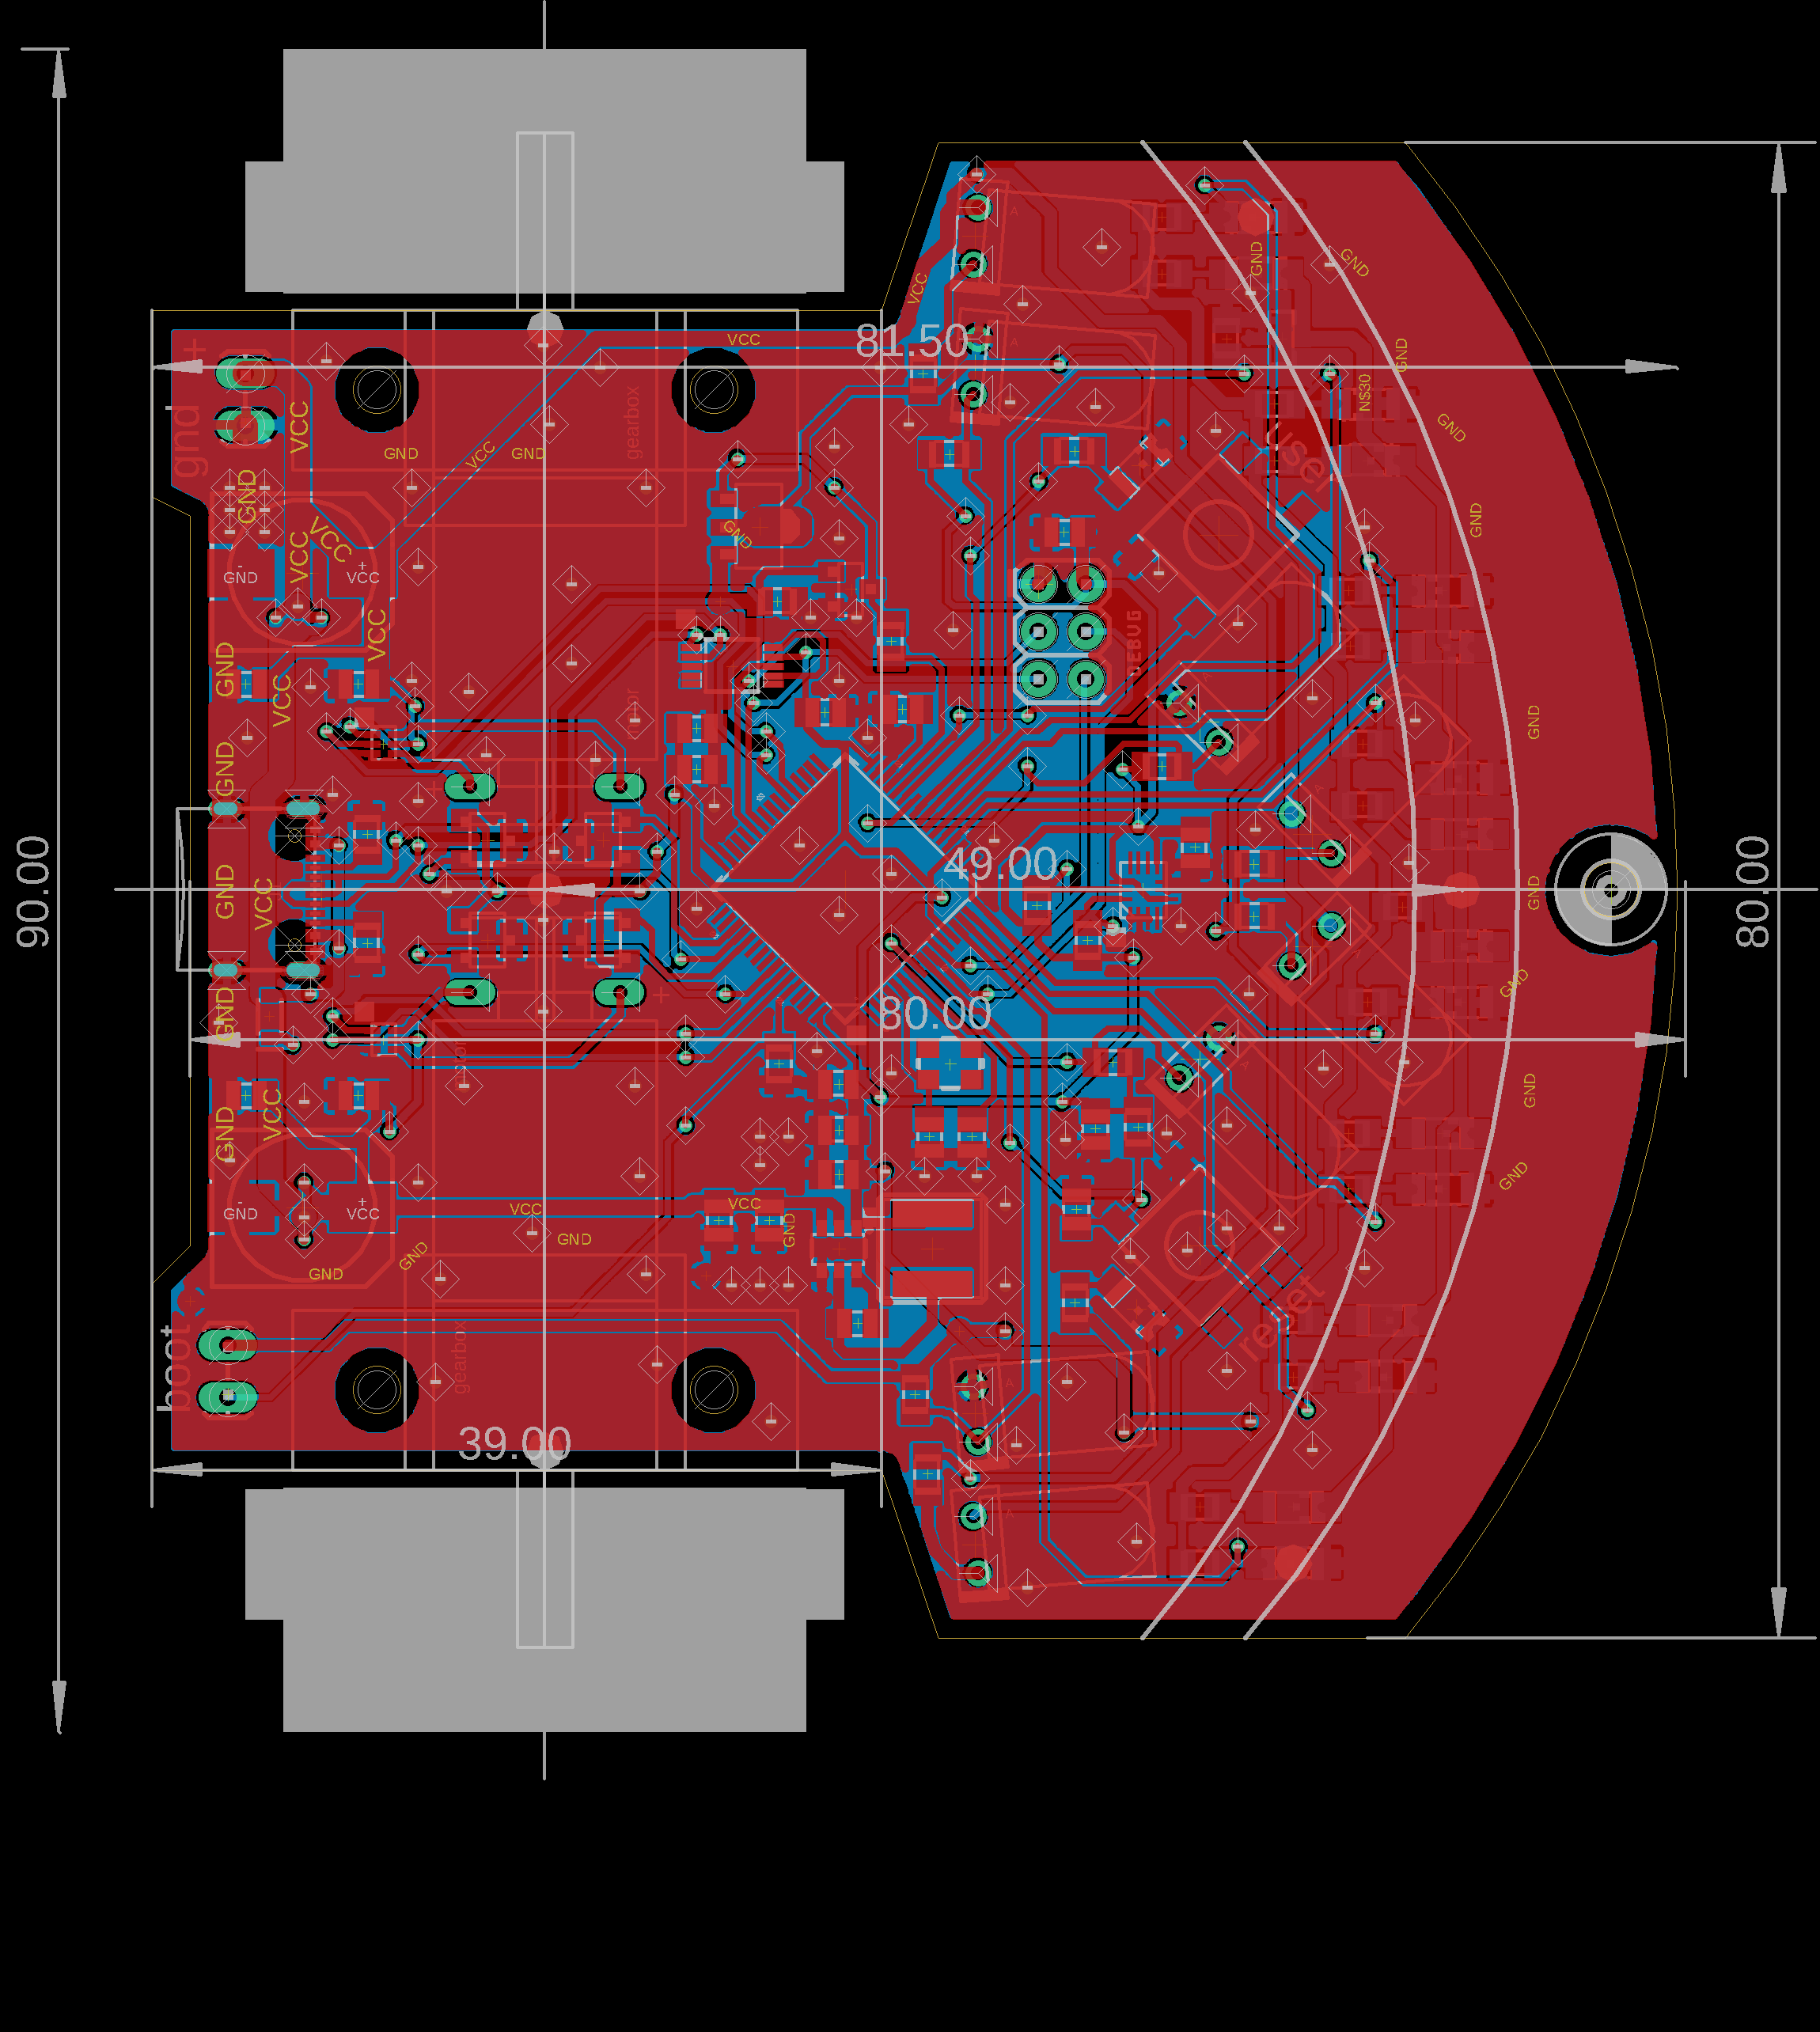 GND
GND
VCC
+
A
81.50
VCC
A
GND
N$30
gnd
VCC
gearbox
GND
GND
VCC
GND
user
GND
VCC
VCC
GND
GND
-
GND
+
VCC
VCC
DEBUG
GND
VCC
A
GND
GND
90.00
49.00
80.00
GND
VCC
GND
GND
GND
80.00
+
GND
VCC
GND
GND
-
GND
+
VCC
VCC
VCC
GND
GND
GND
GND
reset
boot
gearbox
A
39.00
A